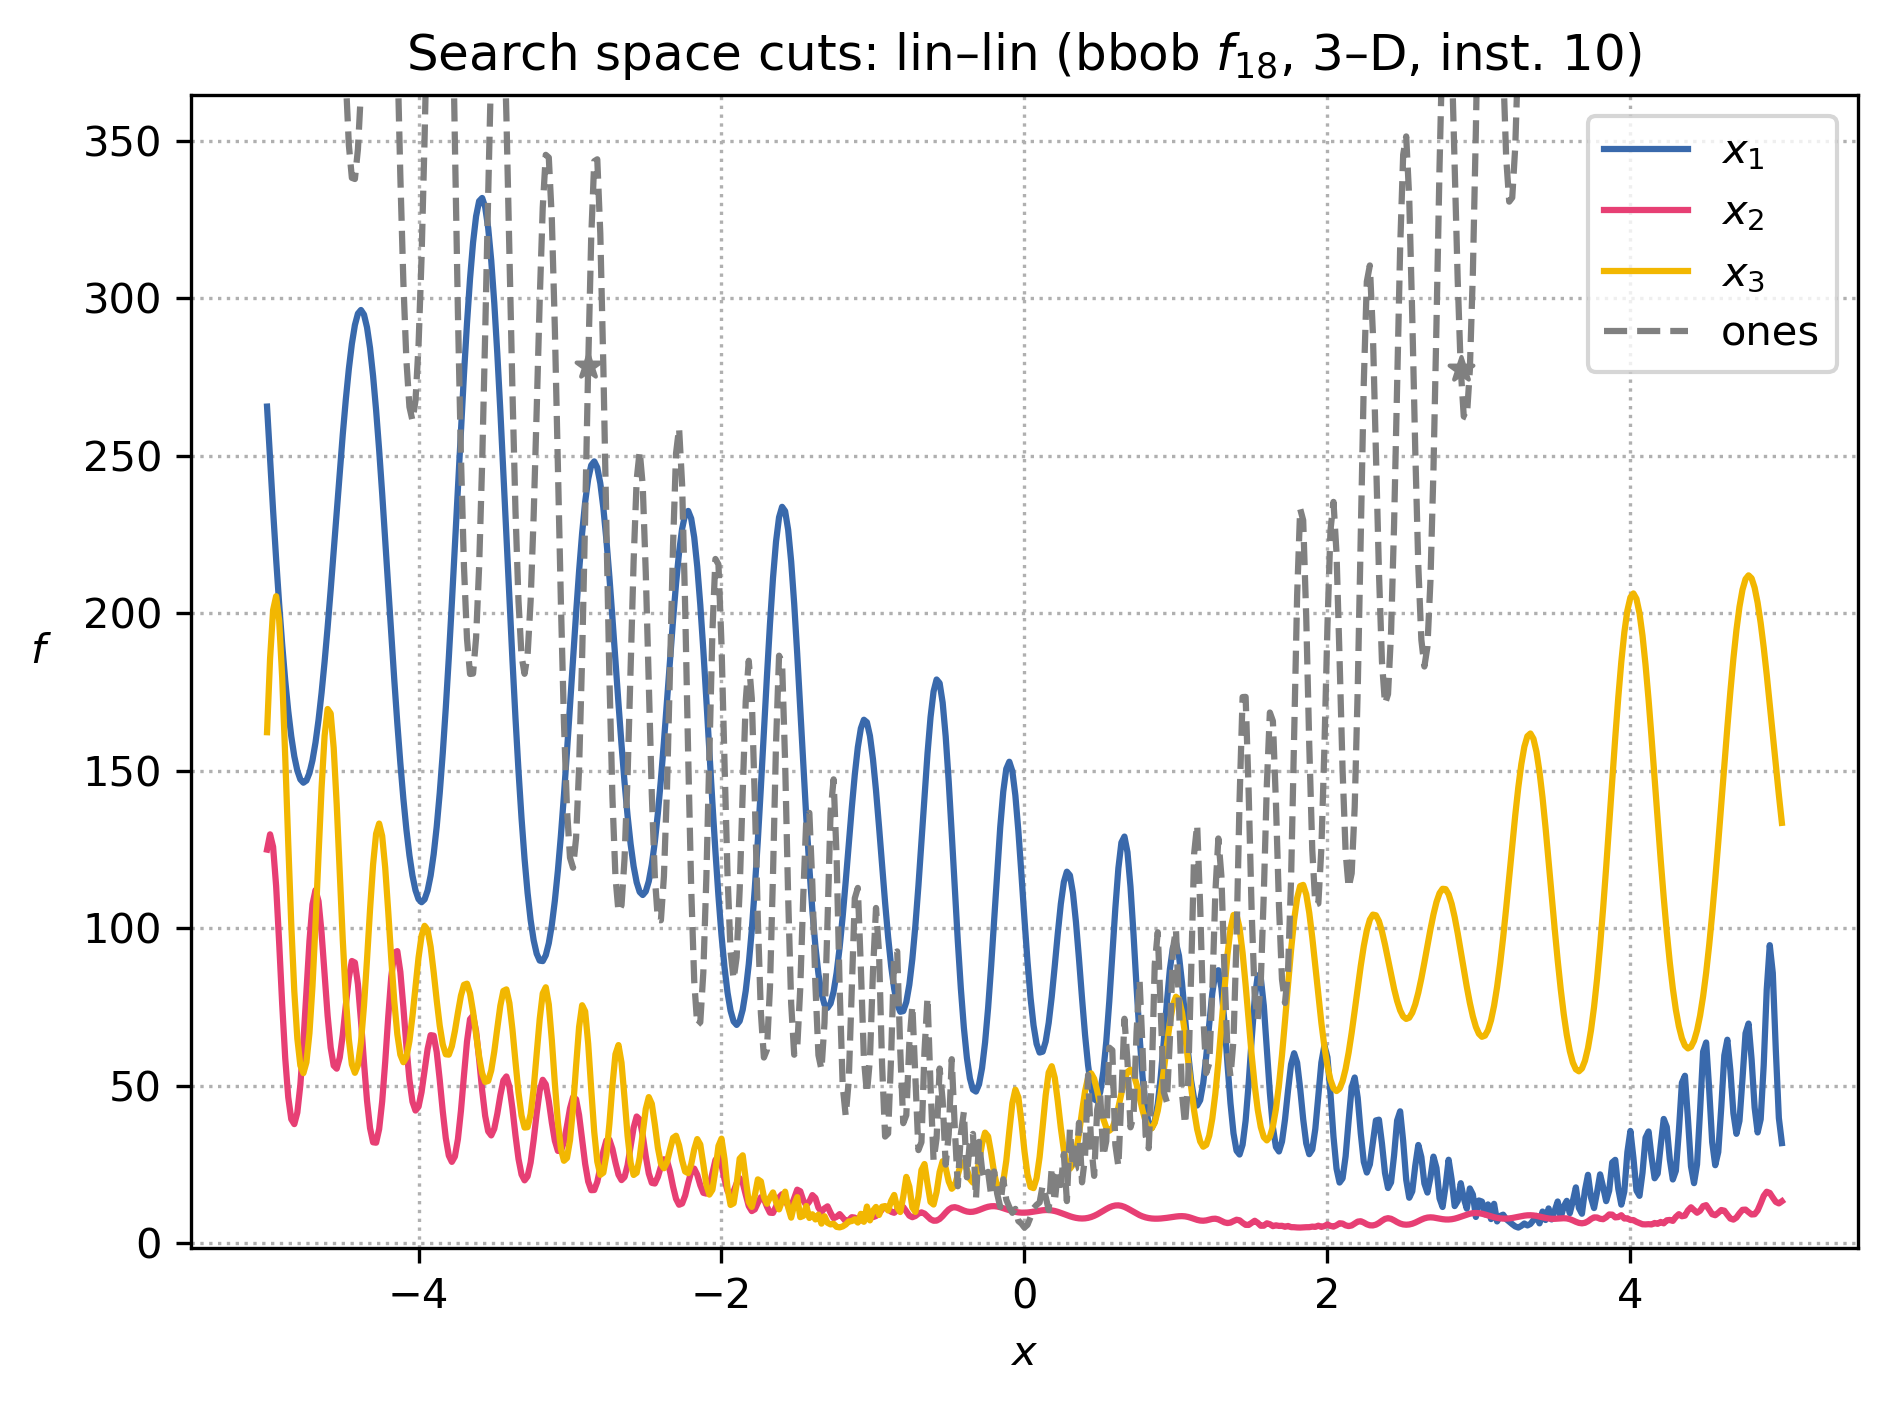 Search space cuts: lin–lin (bbob f18, 3–D, inst. 10)
350
300
250
200
150
100
50
0
f
−4
−2
0
2
4
x
x1
x2
x3
ones